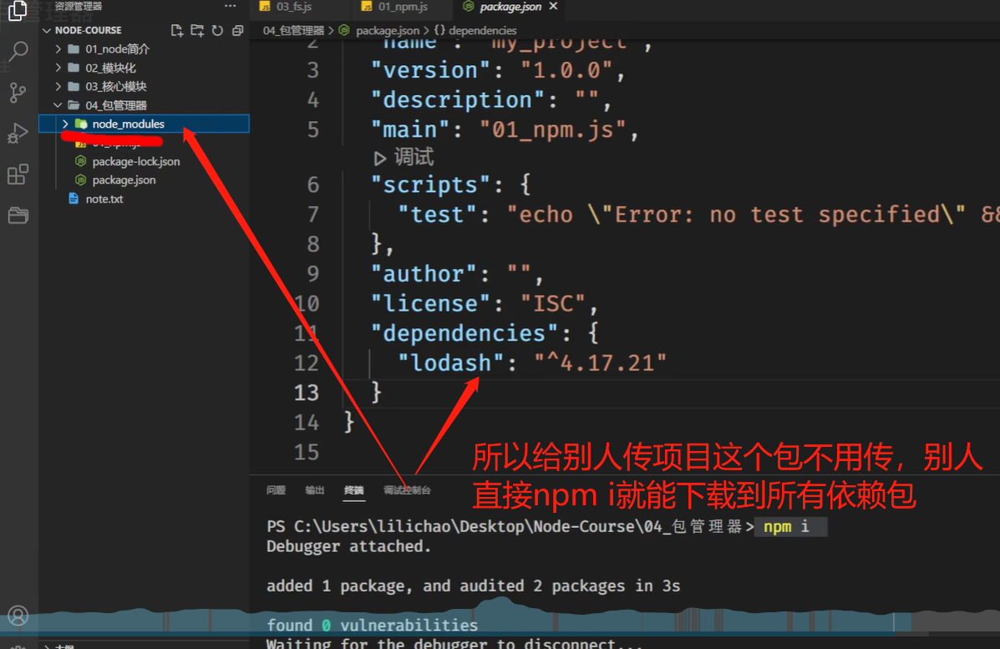 资源管理器
···
03_fs.js
01_npm.js
package.json
NODE-COURSE
04_包管理器 > package.json > {} dependencies
01_node简介
02_模块化
03_核心模块
04_包管理器
node_modules
01_npm.js
package-lock.json
package.json
note.txt
2 "name": "my_project",
3 "version": "1.0.0",
4 "description": "",
5 "main": "01_npm.js",
调试
6 "scripts": {
7 "test": "echo \"Error: no test specified\" &&
8 },
9 "author": "",
10 "license": "ISC",
11 "dependencies": {
12 "lodash": "^4.17.21"
13 }
14 }
15
所以给别人传项目这个包不用传，别人
直接npm i就能下载到所有依赖包
问题 输出 终端 调试控制台
PS C:\Users\lilichao\Desktop\Node-Course\04_包管理器> npm i
Debugger attached.
added 1 package, and audited 2 packages in 3s
found 0 vulnerabilities
Waiting for the debugger to disconnect...
大纲